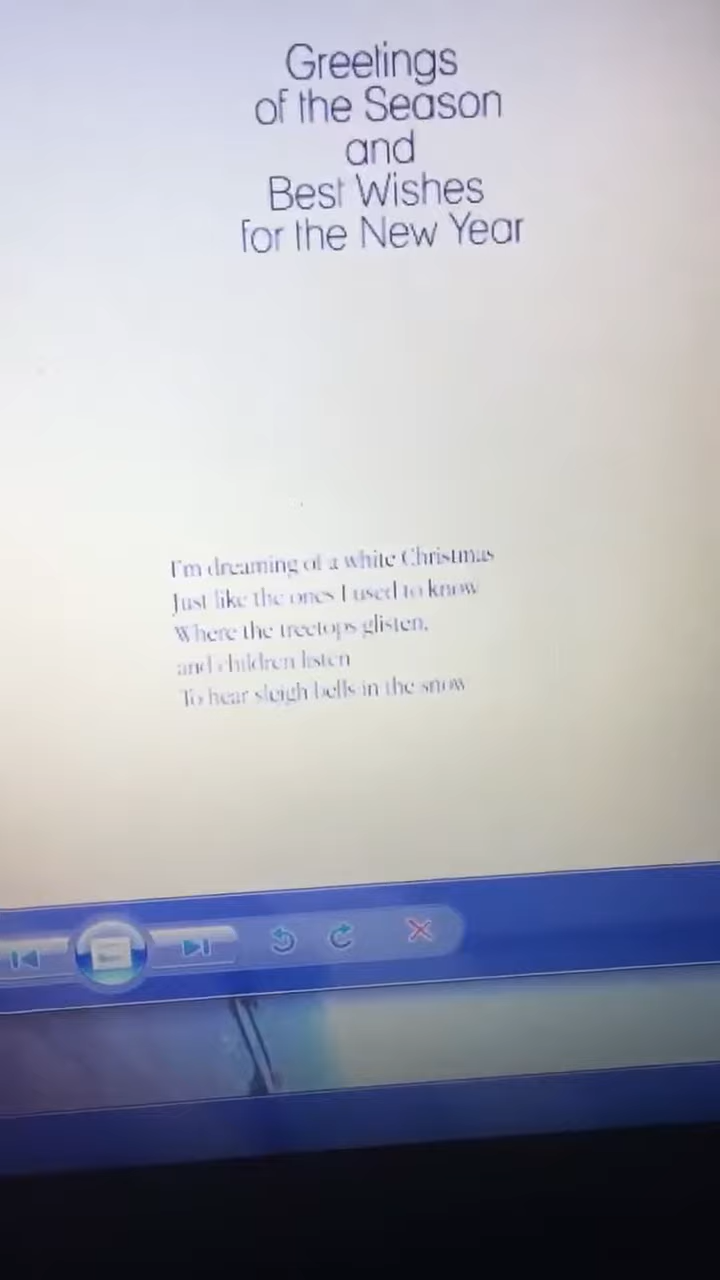 Greetings
of the Season
and
Best Wishes
for the New Year
I'm dreaming of a white Christmas
Just like the ones I used to know
Where the treetops glisten,
and children listen
To hear sleigh bells in the snow